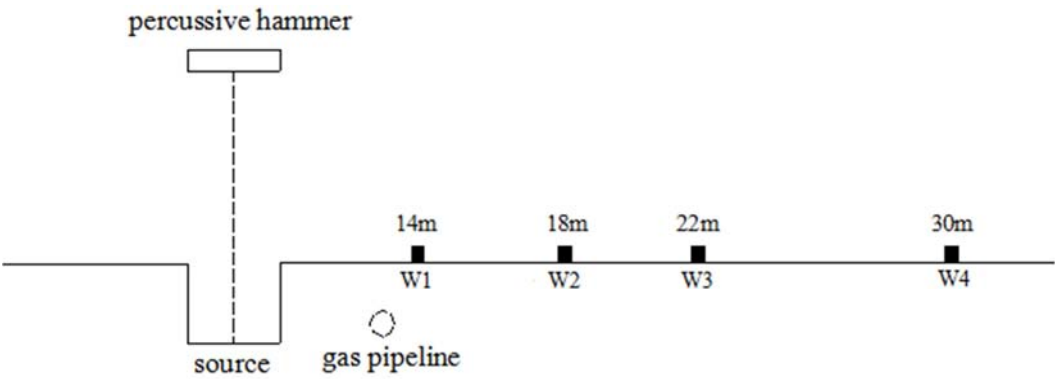 percussive hammer
14m 18m 22m 30m
W1 W2 W3 W4
source gas pipeline